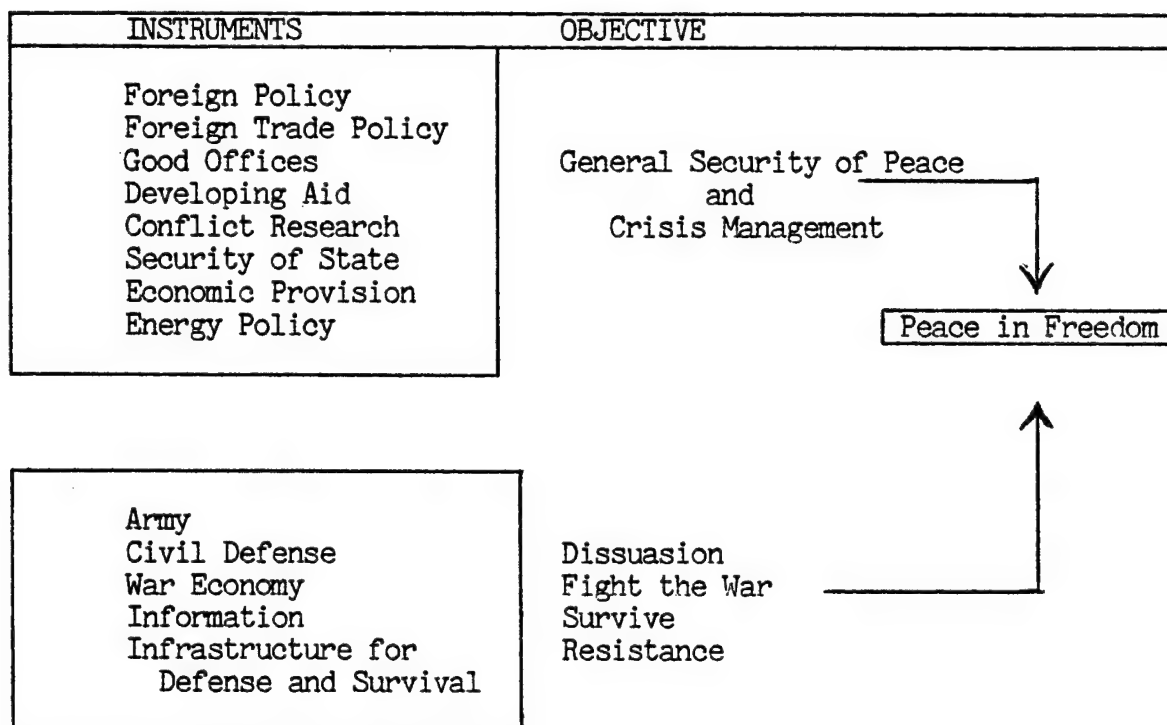 INSTRUMENTS OBJECTIVE
Foreign Policy
Foreign Trade Policy
Good Offices
Developing Aid
Conflict Research
Security of State
Economic Provision
Energy Policy
General Security of Peace
and
Crisis Management
Peace in Freedom
Army
Civil Defense
War Economy
Information
Infrastructure for
Defense and Survival
Dissuasion
Fight the War
Survive
Resistance